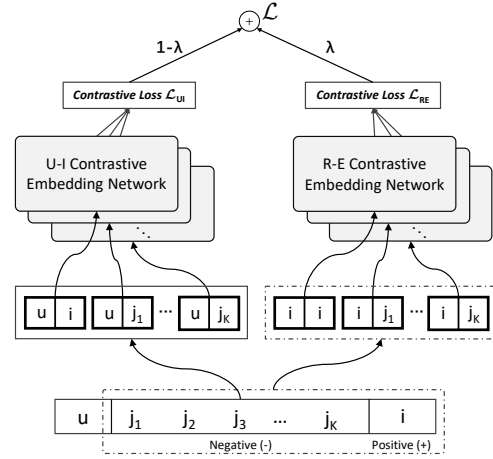 ℒ
1-λ λ
Contrastive Loss ℒUI Contrastive Loss ℒRE
U-I Contrastive
Embedding Network
R-E Contrastive
Embedding Network
... ...
u i u j1 ... u jK i i i j1 ... i jK
u j1 j2 j3 ... jK i
Negative (-) Positive (+)